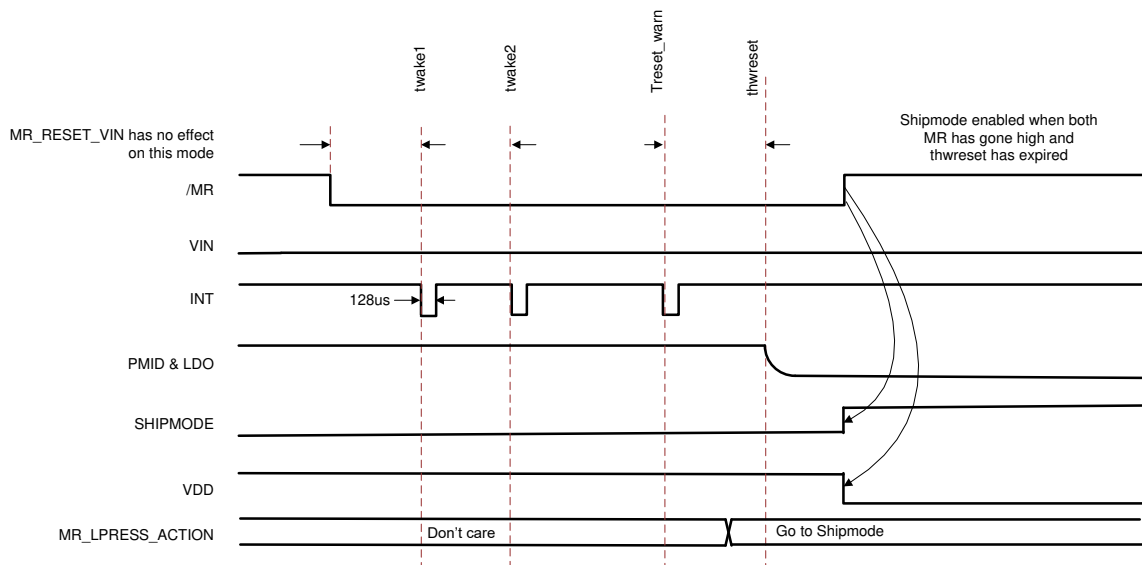 twake1
twake2
Treset_warn
thwreset
MR_RESET_VIN has no effect
on this mode
Shipmode enabled when both
MR has gone high and
thwreset has expired
/MR
VIN
INT
128us
PMID & LDO
SHIPMODE
VDD
MR_LPRESS_ACTION
Don't care
Go to Shipmode